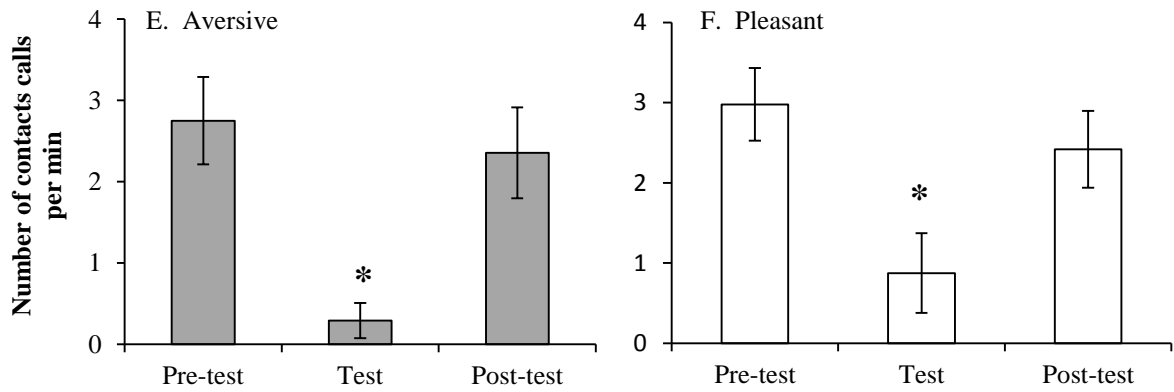 E. Aversive
Number of contacts calls
per min
4
3
2
1
0
*
Pre-test Test Post-test
F. Pleasant
4
3
2
1
0
*
Pre-test Test Post-test